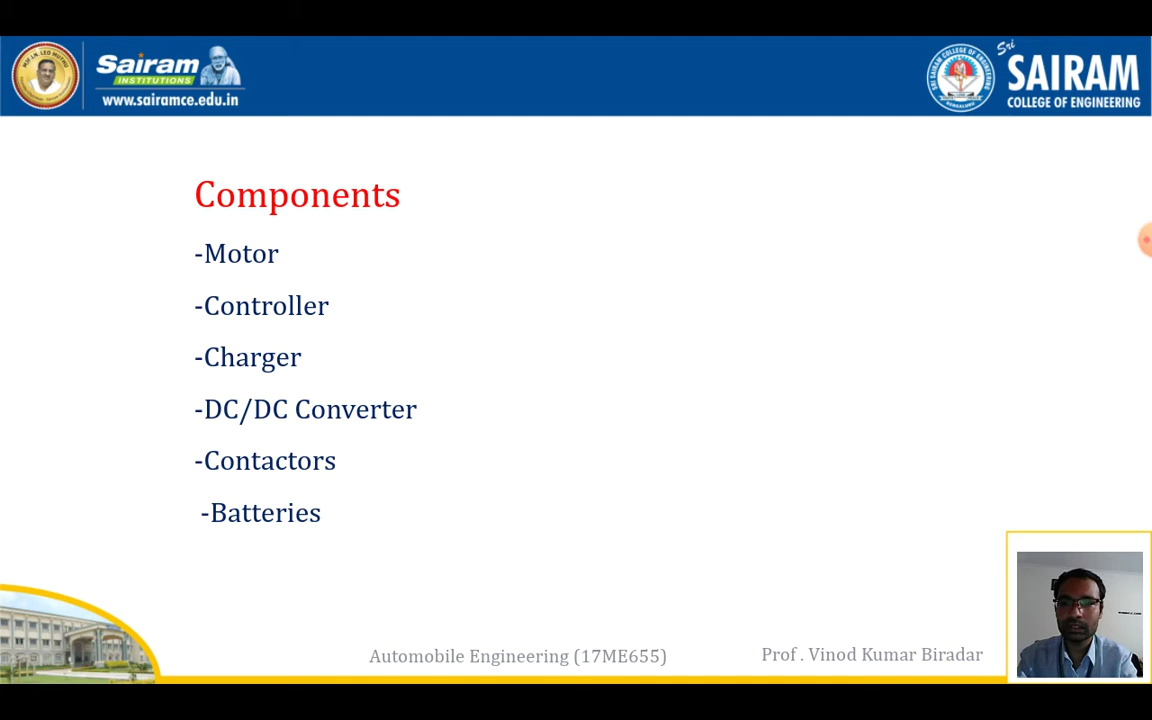 Sairam
INSTITUTIONS
www.sairamce.edu.in
Sri
SAIRAM
COLLEGE OF ENGINEERING
Components
-Motor
-Controller
-Charger
-DC/DC Converter
-Contactors
-Batteries
Automobile Engineering (17ME655)
Prof . Vinod Kumar Biradar